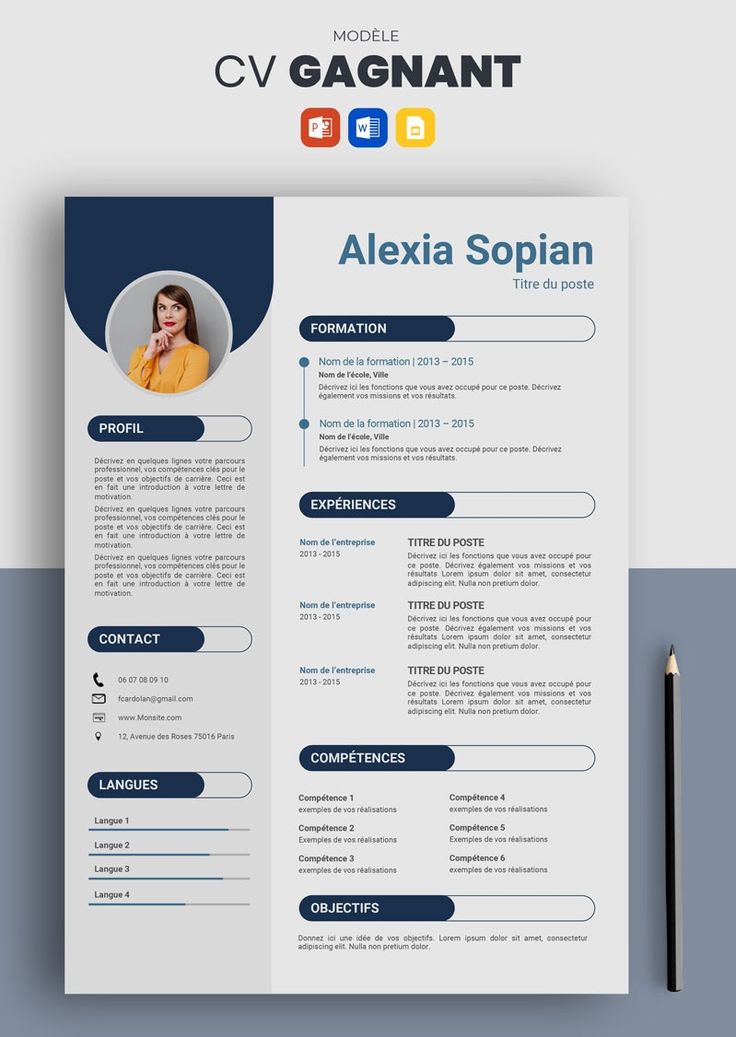 MODÈLE
CV GAGNANT
P
W
Alexia Sopian
Titre du poste
PROFIL
Décrivez en quelques lignes votre parcours
professionnel, vos compétences clés pour le
poste et vos objectifs de carrière. Ceci est
en fait une introduction à votre lettre de
motivation.
Décrivez en quelques lignes votre parcours
professionnel, vos compétences clés pour le
poste et vos objectifs de carrière. Ceci est
en fait une introduction à votre lettre de
motivation.
Décrivez en quelques lignes votre parcours
professionnel, vos compétences clés pour le
poste et vos objectifs de carrière. Ceci est
en fait une introduction à votre lettre de
motivation.
CONTACT
06 07 08 09 10
fcardolan@gmail.com
www.Monsite.com
12, Avenue des Roses 75016 Paris
LANGUES
Langue 1
Langue 2
Langue 3
Langue 4
FORMATION
Nom de la formation | 2013 – 2015
Nom de l'école, Ville
Décrivez ici les fonctions que vous avez occupé pour ce poste. Décrivez
également vos missions et vos résultats.
Nom de la formation | 2013 – 2015
Nom de l'école, Ville
Décrivez ici les fonctions que vous avez occupé pour ce poste. Décrivez
également vos missions et vos résultats.
EXPÉRIENCES
Nom de l'entreprise
2013 - 2015
TITRE DU POSTE
Décrivez ici les fonctions que vous avez occupé pour
ce poste. Décrivez également vos missions et vos
résultats Lorem ipsum dolor sit amet, consectetur
adipiscing elit. Nulla non pretium dolor.
Nom de l'entreprise
2013 - 2015
TITRE DU POSTE
Décrivez ici les fonctions que vous avez occupé pour
ce poste. Décrivez également vos missions et vos
résultats Lorem ipsum dolor sit amet, consectetur
adipiscing elit. Nulla non pretium dolor.
Nom de l'entreprise
2013 - 2015
TITRE DU POSTE
Décrivez ici les fonctions que vous avez occupé pour
ce poste. Décrivez également vos missions et vos
résultats Lorem ipsum dolor sit amet, consectetur
adipiscing elit. Nulla non pretium dolor.
COMPÉTENCES
Compétence 1
exemples de vos réalisations
Compétence 2
Exemples de vos réalisations
Compétence 3
exemples de vos réalisations
Compétence 4
exemples de vos réalisations
Compétence 5
exemples de vos réalisations
Compétence 6
exemples de vos réalisations
OBJECTIFS
Donnez ici une idée de vos objectifs. Lorem ipsum dolor sit amet, consectetur
adipiscing elit. Nulla non pretium dolor. Nulla non pretium dolor.